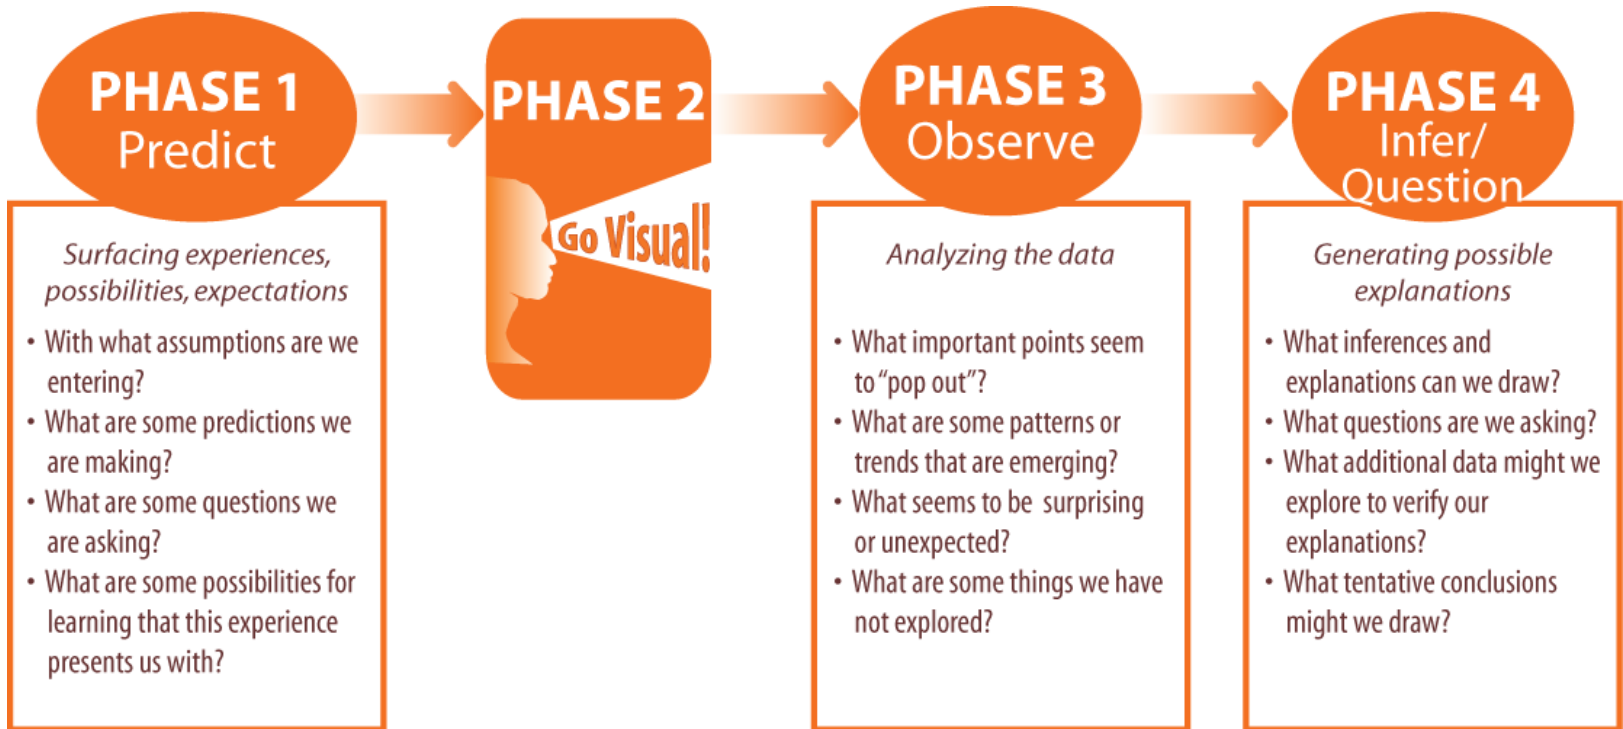 PHASE 1
Predict
Surfacing experiences,
possibilities, expectations
• With what assumptions are we
entering?
• What are some predictions we
are making?
• What are some questions we
are asking?
• What are some possibilities for
learning that this experience
presents us with?
PHASE 2
Go Visual!
PHASE 3
Observe
Analyzing the data
• What important points seem
to “pop out”?
• What are some patterns or
trends that are emerging?
• What seems to be surprising
or unexpected?
• What are some things we have
not explored?
PHASE 4
Infer/
Question
Generating possible
explanations
• What inferences and
explanations can we draw?
• What questions are we asking?
• What additional data might we
explore to verify our
explanations?
• What tentative conclusions
might we draw?